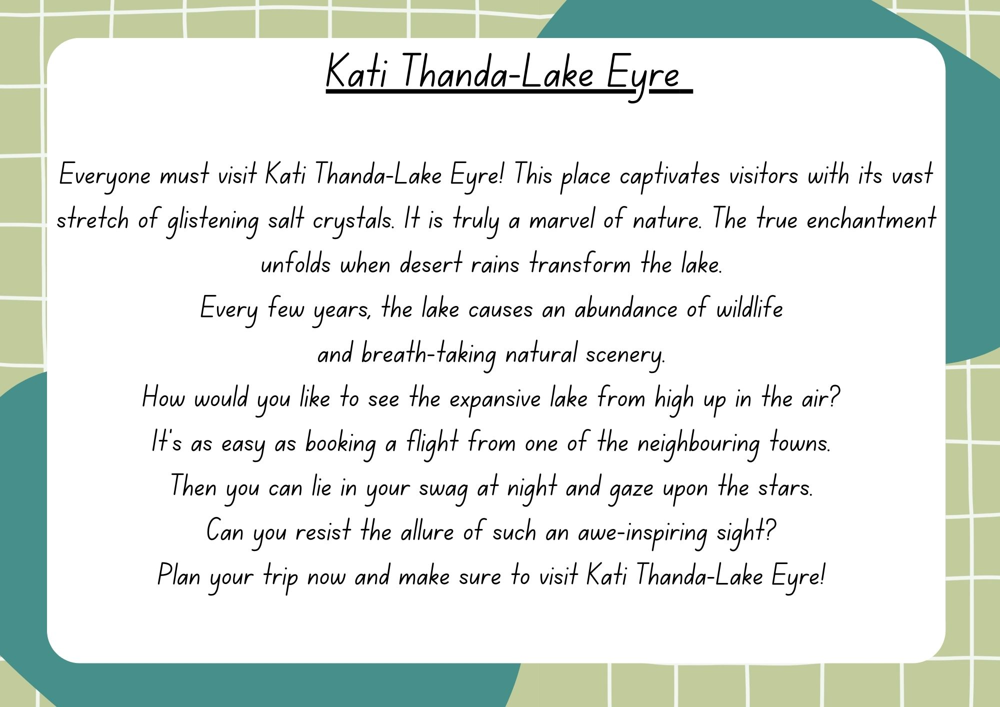 Kati Thanda-Lake Eyre
Everyone must visit Kati Thanda-Lake Eyre! This place captivates visitors with its vast
stretch of glistening salt crystals. It is truly a marvel of nature. The true enchantment
unfolds when desert rains transform the lake.
Every few years, the lake causes an abundance of wildlife
and breath-taking natural scenery.
How would you like to see the expansive lake from high up in the air?
It's as easy as booking a flight from one of the neighbouring towns.
Then you can lie in your swag at night and gaze upon the stars.
Can you resist the allure of such an awe-inspiring sight?
Plan your trip now and make sure to visit Kati Thanda-Lake Eyre!